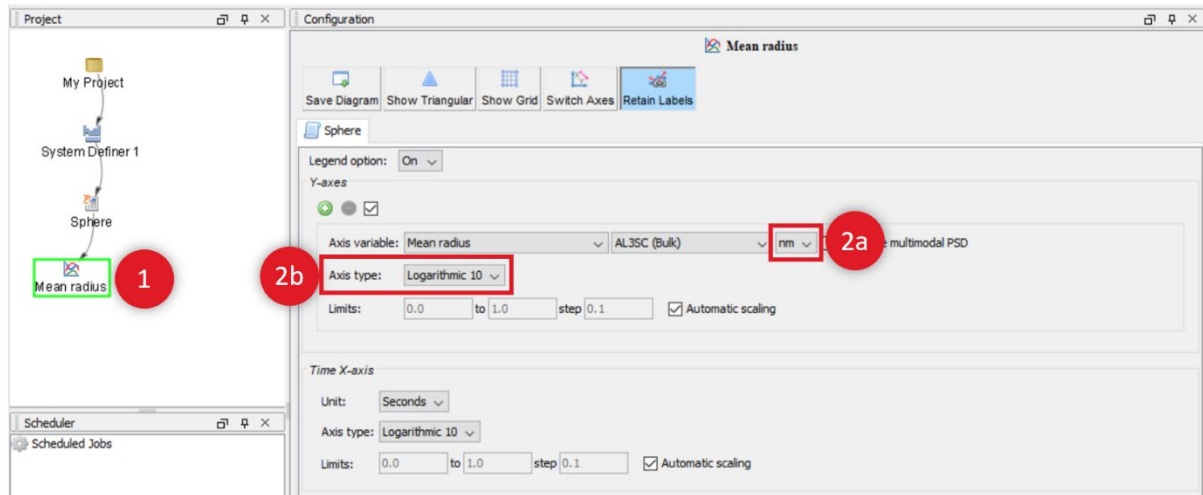 Project
My Project
System Definer 1
Sphere
Mean radius
1
Scheduler
Scheduled Jobs
Configuration
Mean radius
Save Diagram Show Triangular Show Grid Switch Axes Retain Labels
Sphere
Legend option: On
Y-axes
Axis variable: Mean radius AL3SC (Bulk) nm 2a multimodal PSD
2b Axis type: Logarithmic 10
Limits: 0.0 to 1.0 step 0.1 Automatic scaling
Time X-axis
Unit: Seconds
Axis type: Logarithmic 10
Limits: 0.0 to 1.0 step 0.1 Automatic scaling